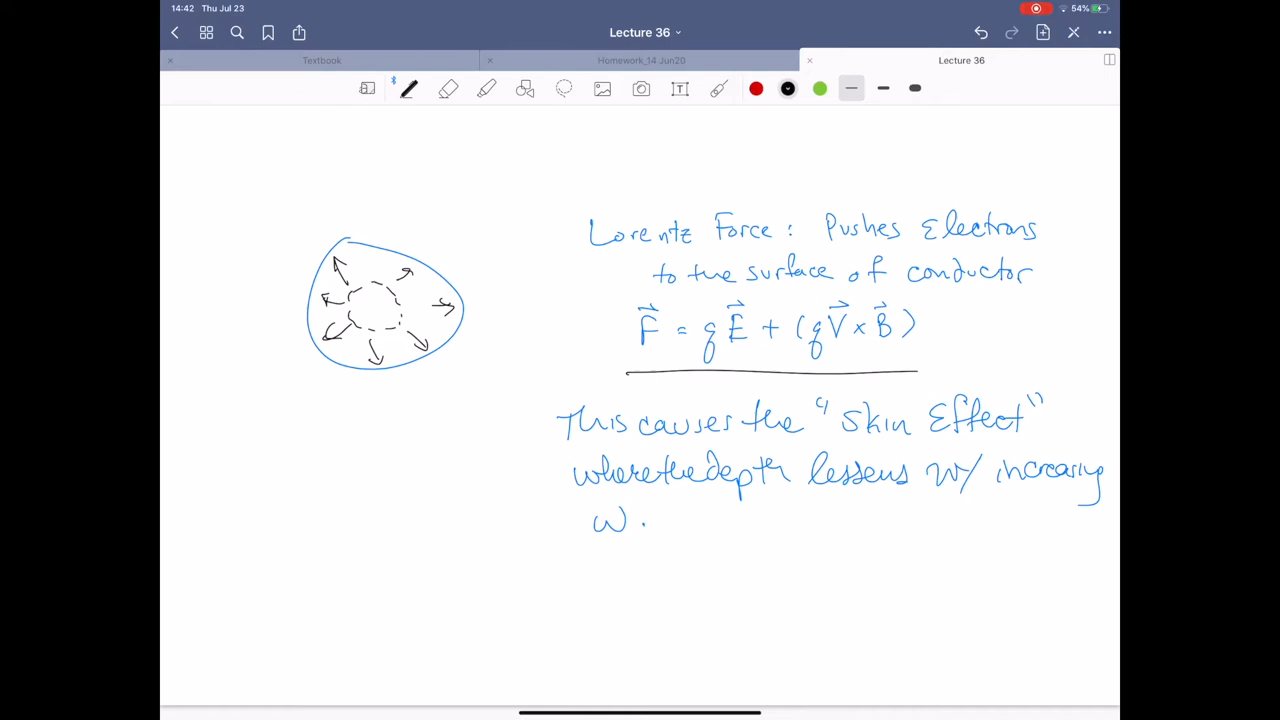 14:42 Thu Jul 23
54%
Lecture 36
Textbook
Homework_14 Jun20
Lecture 36
T
Lorentz Force: Pushes Electrons
to the surface of conductor
F⃗ = qE⃗ + (qV⃗ × B⃗)
This causes the "Skin Effect"
where the depth lessens w/ increasing
ω.